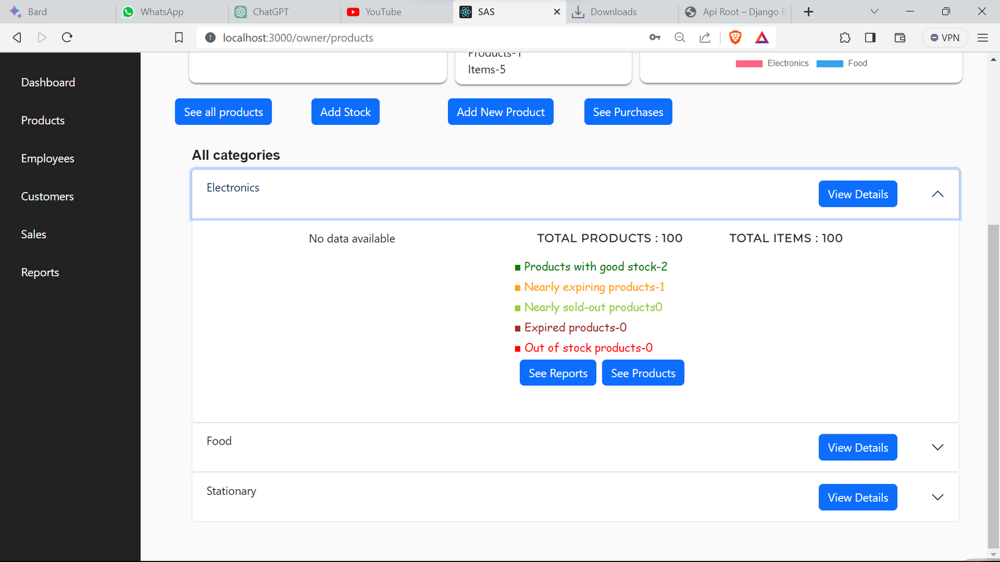 Bard
WhatsApp
ChatGPT
YouTube
SAS
Downloads
Api Root – Django R
localhost:3000/owner/products
VPN
Dashboard
Products
Employees
Customers
Sales
Reports
Products-1
Items-5
Electronics
Food
See all products
Add Stock
Add New Product
See Purchases
All categories
Electronics
View Details
No data available
TOTAL PRODUCTS : 100
TOTAL ITEMS : 100
Products with good stock-2
Nearly expiring products-1
Nearly sold-out products0
Expired products-0
Out of stock products-0
See Reports
See Products
Food
View Details
Stationary
View Details